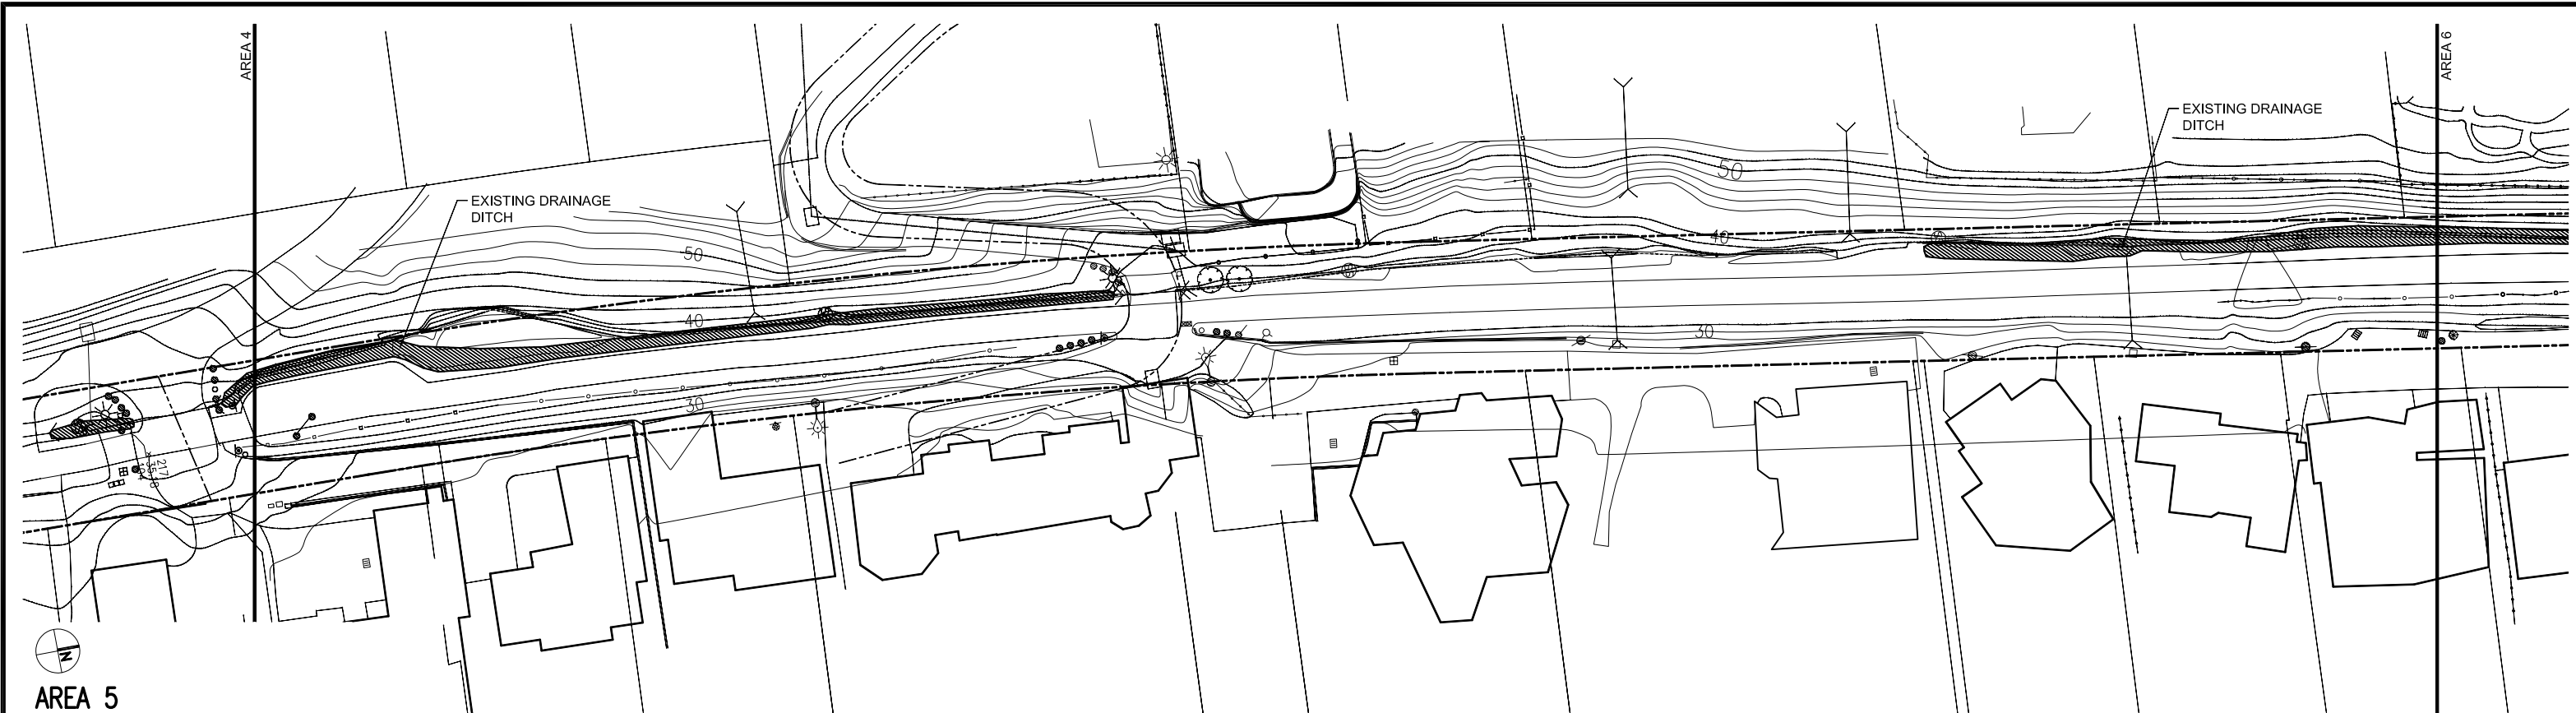 AREA 4
AREA 6
EXISTING DRAINAGE
DITCH
EXISTING DRAINAGE
DITCH
50
50
40
40
30
30
N
AREA 5